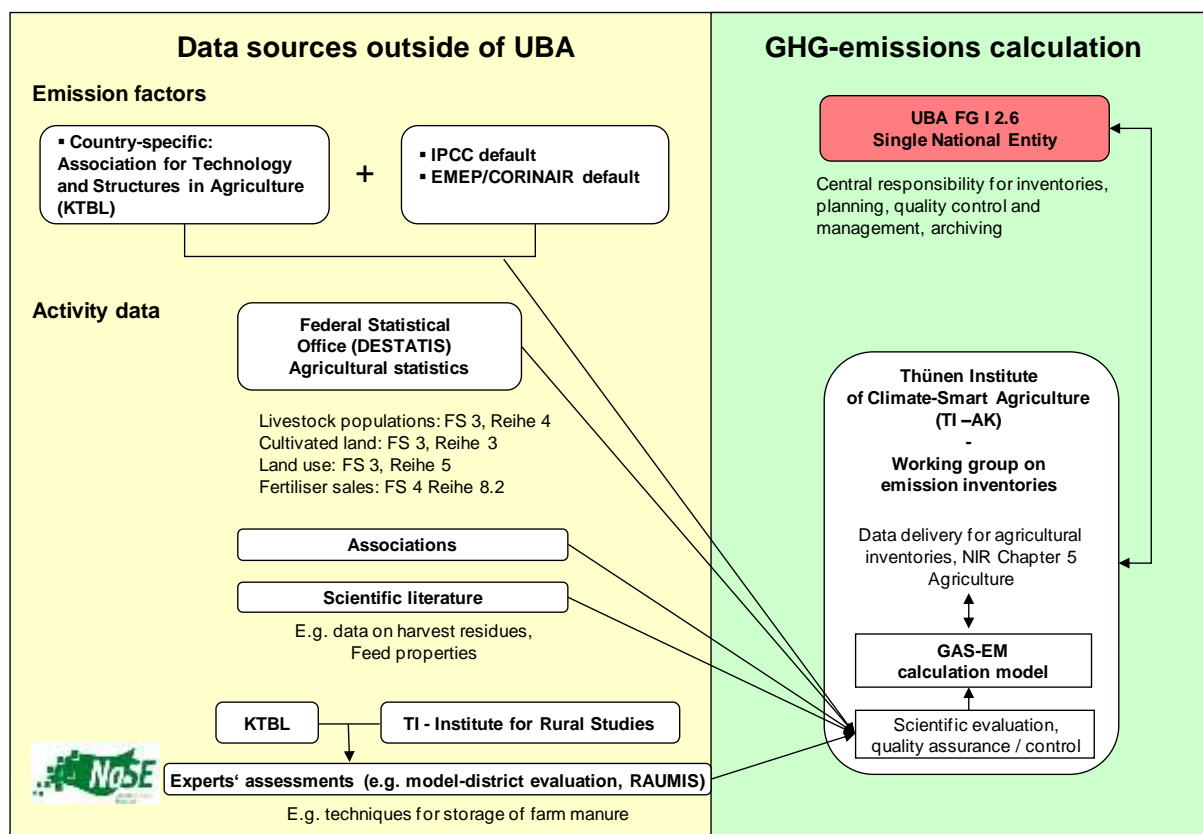 Data sources outside of UBA
Emission factors
▪ Country-specific:
Association for Technology
and Structures in Agriculture
(KTBL)
+
▪ IPCC default
▪ EMEP/CORINAIR default
Activity data
Federal Statistical
Office (DESTATIS)
Agricultural statistics
Livestock populations: FS 3, Reihe 4
Cultivated land: FS 3, Reihe 3
Land use: FS 3, Reihe 5
Fertiliser sales: FS 4 Reihe 8.2
Associations
Scientific literature
E.g. data on harvest residues,
Feed properties
KTBL
TI - Institute for Rural Studies
NaSE
Experts‘ assessments (e.g. model-district evaluation, RAUMIS)
E.g. techniques for storage of farm manure
GHG-emissions calculation
UBA FG I 2.6
Single National Entity
Central responsibility for inventories,
planning, quality control and
management, archiving
Thünen Institute
of Climate-Smart Agriculture
(TI –AK)
-
Working group on
emission inventories
Data delivery for agricultural
inventories, NIR Chapter 5
Agriculture
GAS-EM
calculation model
Scientific evaluation,
quality assurance / control